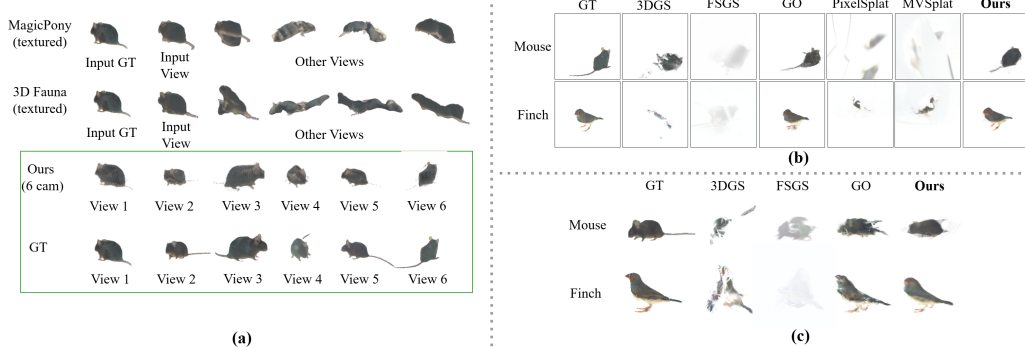 MagicPony
(textured)
Input GT
Input
View
Other Views
3D Fauna
(textured)
Input GT
Input
View
Other Views
Ours
(6 cam)
View 1 View 2 View 3 View 4 View 5 View 6
GT
View 1 View 2 View 3 View 4 View 5 View 6
(a)
GT 3DGS FSGS GO PixelSplat MVSplat Ours
Mouse
Finch
(b)
GT 3DGS FSGS GO Ours
Mouse
Finch
(c)